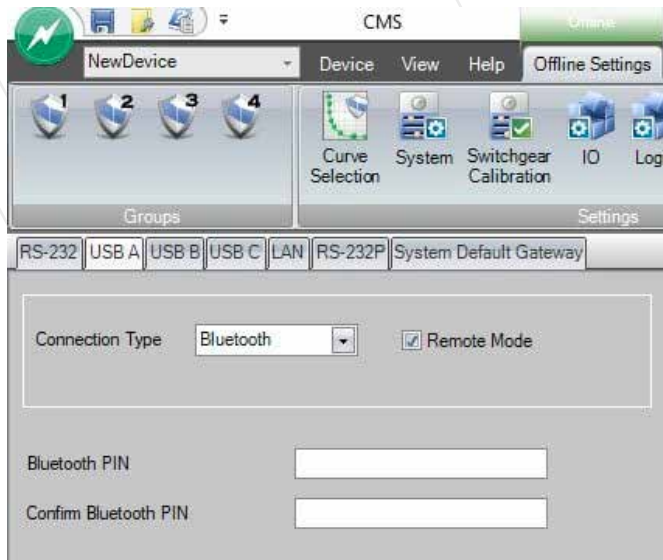 CMS
Online
NewDevice
Device View Help Offline Settings
1 2 3 4
Curve Selection
System
Switchgear Calibration
IO
Log
Groups
Settings
RS-232 USB A USB B USB C LAN RS-232P System Default Gateway
Connection Type Bluetooth Remote Mode
Bluetooth PIN
Confirm Bluetooth PIN